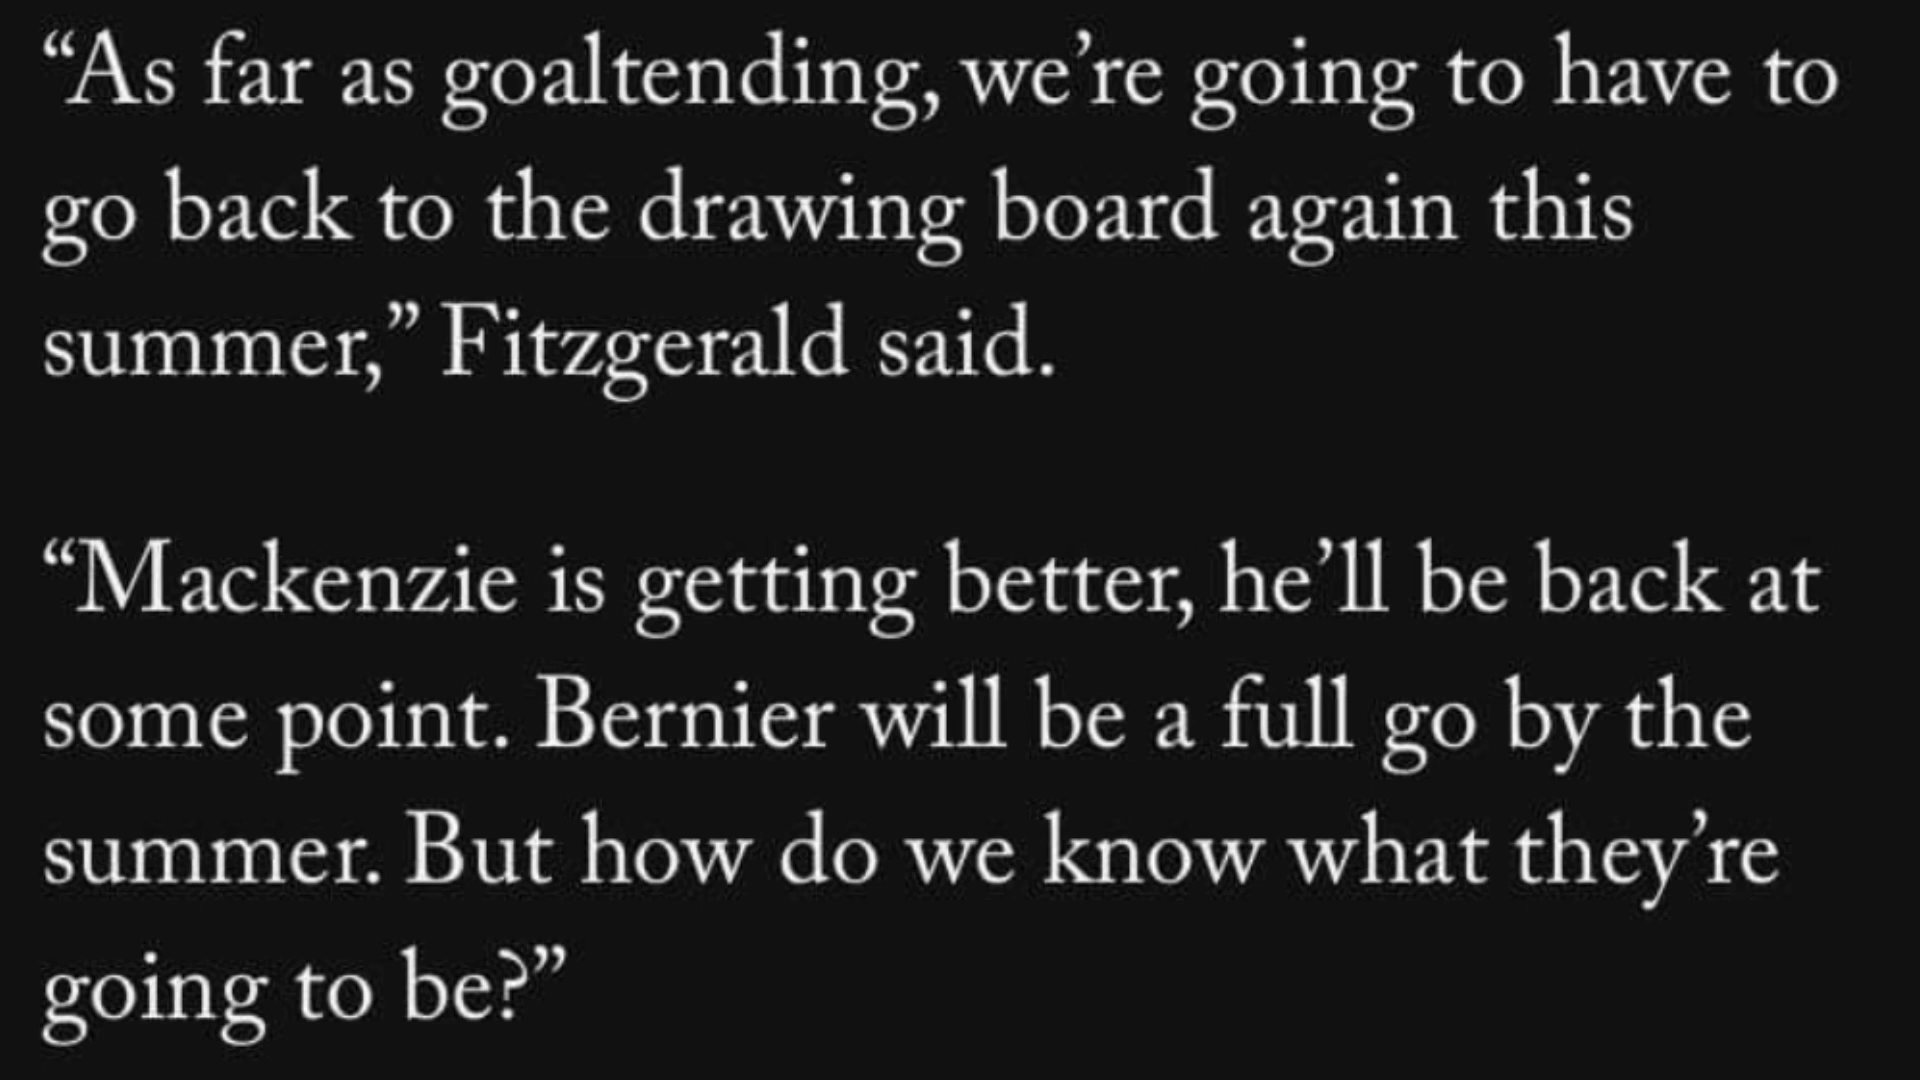 “As far as goaltending, we’re going to have to
go back to the drawing board again this
summer,” Fitzgerald said.
“Mackenzie is getting better, he’ll be back at
some point. Bernier will be a full go by the
summer. But how do we know what they’re
going to be?”